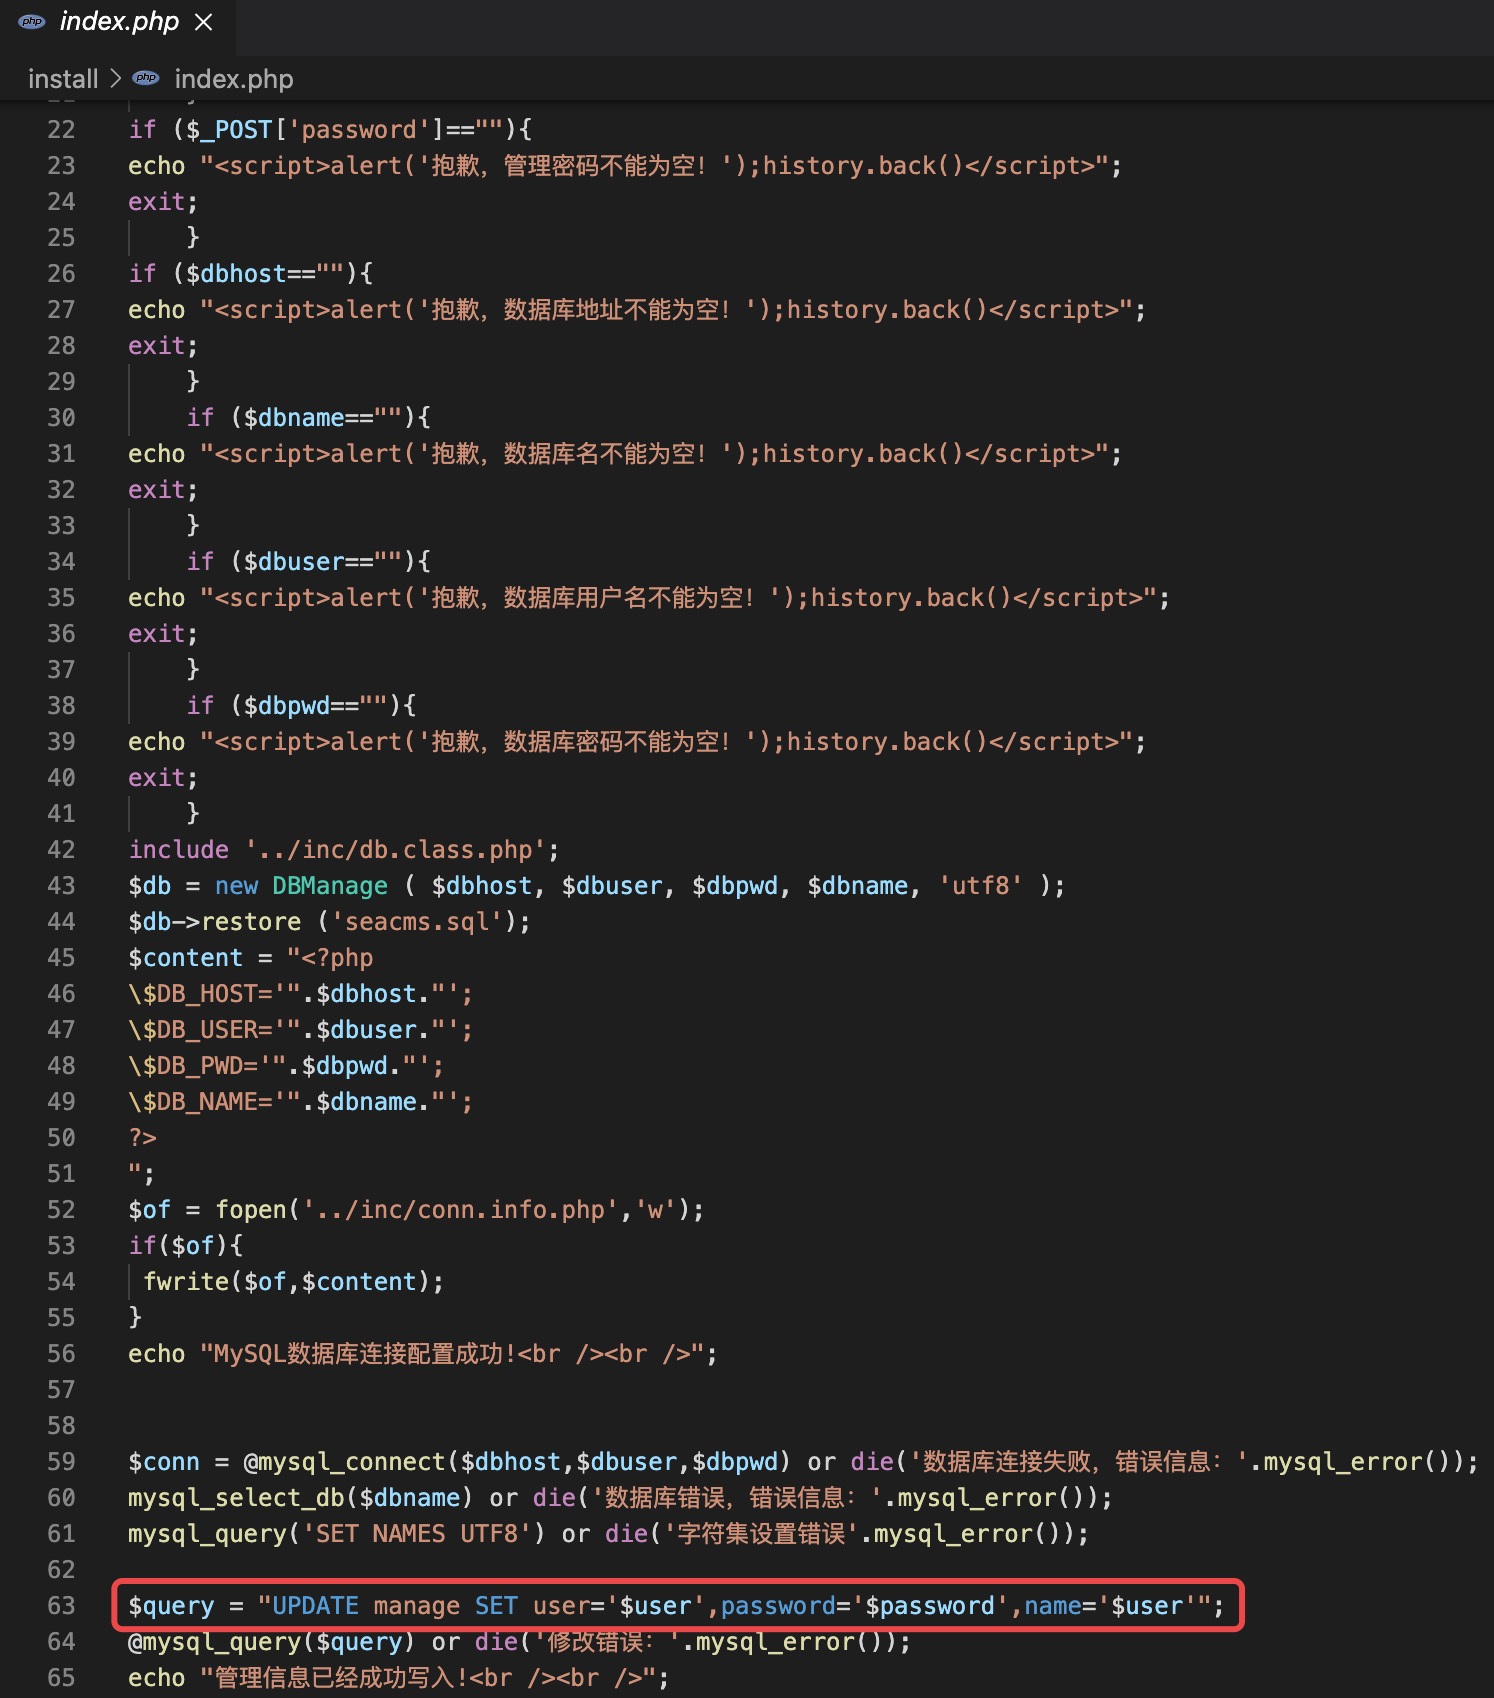 php index.php ×
install > php index.php
22 if ($_POST['password']==""){
23 echo "<script>alert('抱歉，管理密码不能为空！');history.back()</script>";
24 exit;
25 }
26 if ($dbhost==""){
27 echo "<script>alert('抱歉，数据库地址不能为空！');history.back()</script>";
28 exit;
29 }
30 if ($dbname==""){
31 echo "<script>alert('抱歉，数据库名不能为空！');history.back()</script>";
32 exit;
33 }
34 if ($dbuser==""){
35 echo "<script>alert('抱歉，数据库用户名不能为空！');history.back()</script>";
36 exit;
37 }
38 if ($dbpwd==""){
39 echo "<script>alert('抱歉，数据库密码不能为空！');history.back()</script>";
40 exit;
41 }
42 include '../inc/db.class.php';
43 $db = new DBManage ( $dbhost, $dbuser, $dbpwd, $dbname, 'utf8' );
44 $db->restore ('seacms.sql');
45 $content = "<?php
46 \$DB_HOST='".$dbhost."';
47 \$DB_USER='".$dbuser."';
48 \$DB_PWD='".$dbpwd."';
49 \$DB_NAME='".$dbname."';
50 ?>
51 ";
52 $of = fopen('../inc/conn.info.php','w');
53 if($of){
54 fwrite($of,$content);
55 }
56 echo "MySQL数据库连接配置成功!<br /><br />";
57
58
59 $conn = @mysql_connect($dbhost,$dbuser,$dbpwd) or die('数据库连接失败，错误信息：'.mysql_error());
60 mysql_select_db($dbname) or die('数据库错误，错误信息：'.mysql_error());
61 mysql_query('SET NAMES UTF8') or die('字符集设置错误'.mysql_error());
62
63 $query = "UPDATE manage SET user='$user',password='$password',name='$user'";
64 @mysql_query($query) or die('修改错误：'.mysql_error());
65 echo "管理信息已经成功写入!<br /><br />";